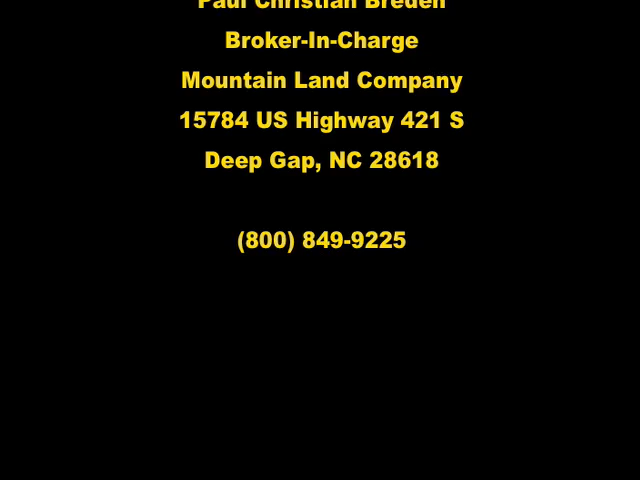 Paul Christian Breden
Broker-In-Charge
Mountain Land Company
15784 US Highway 421 S
Deep Gap, NC 28618
(800) 849-9225